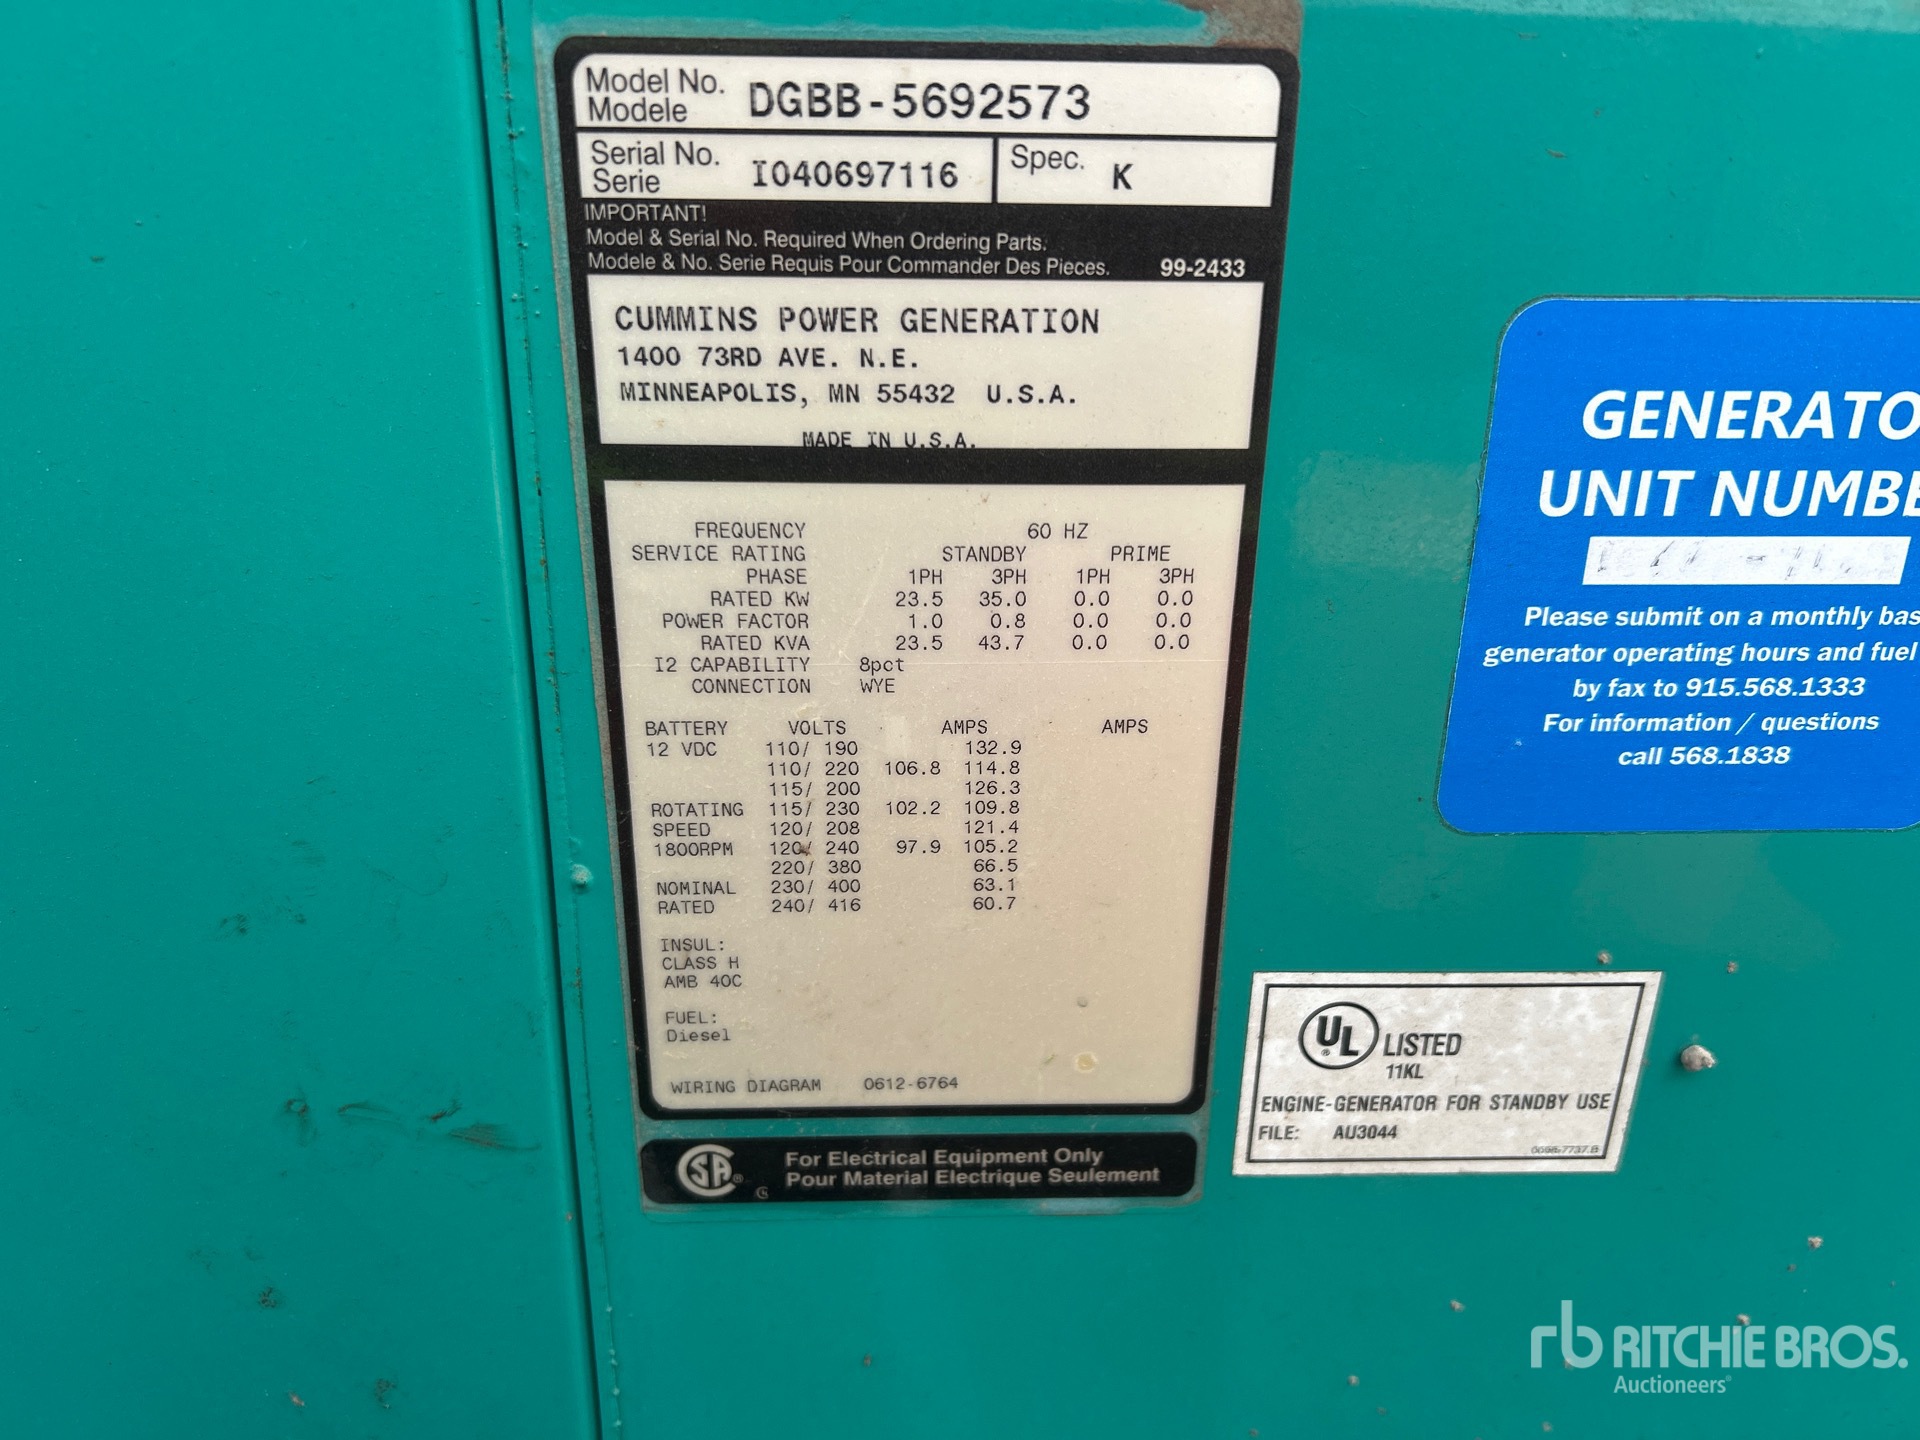 Model No.
Modele
DGBB-5692573
Serial No.
Serie
I040697116
Spec.
K
IMPORTANT!
Model & Serial No. Required When Ordering Parts.
Modele & No. Serie Requis Pour Commander Des Pieces.
99-2433
CUMMINS POWER GENERATION
1400 73RD AVE. N.E.
MINNEAPOLIS, MN 55432 U.S.A.
MADE IN U.S.A.
FREQUENCY 60 HZ
SERVICE RATING STANDBY PRIME
PHASE 1PH 3PH 1PH 3PH
RATED KW 23.5 35.0 0.0 0.0
POWER FACTOR 1.0 0.8 0.0 0.0
RATED KVA 23.5 43.7 0.0 0.0
I2 CAPABILITY 8pct
CONNECTION WYE
BATTERY VOLTS AMPS AMPS
12 VDC 110/ 190 132.9
110/ 220 106.8 114.8
115/ 200 126.3
ROTATING 115/ 230 102.2 109.8
SPEED 120/ 208 121.4
1800RPM 120/ 240 97.9 105.2
220/ 380 66.5
NOMINAL 230/ 400 63.1
RATED 240/ 416 60.7
INSUL:
CLASS H
AMB 40C
FUEL:
Diesel
WIRING DIAGRAM 0612-6764
For Electrical Equipment Only
Pour Material Electrique Seulement
GENERATO
UNIT NUMBE
Please submit on a monthly bas
generator operating hours and fuel
by fax to 915.568.1333
For information / questions
call 568.1838
UL LISTED
11KL
ENGINE-GENERATOR FOR STANDBY USE
FILE: AU3044
0098-7737.B
rb RITCHIE BROS.
Auctioneers